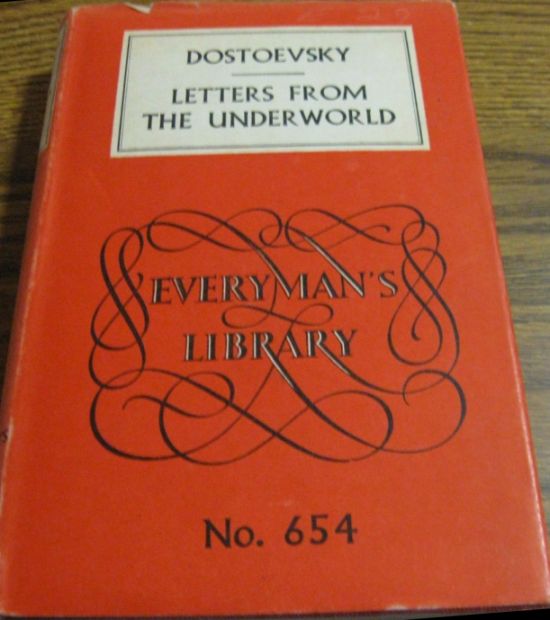 DOSTOEVSKY
LETTERS FROM
THE UNDERWORLD
EVERYMAN'S
LIBRARY
No. 654